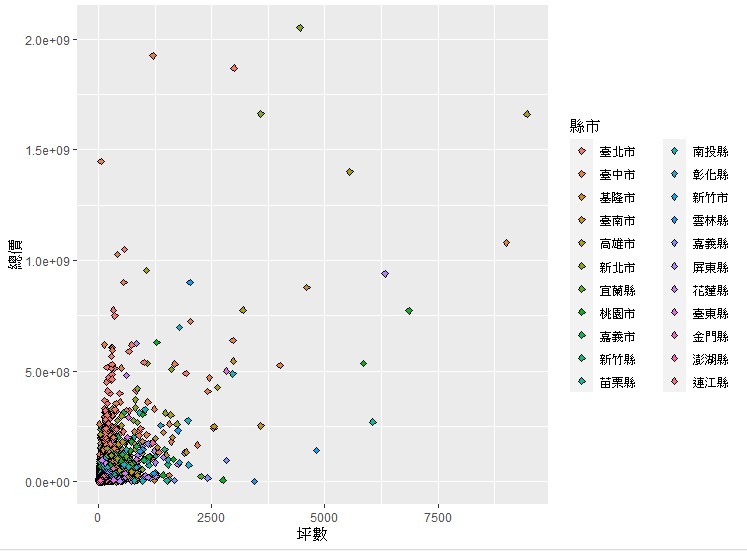 2.0e+09
1.5e+09
1.0e+09
5.0e+08
0.0e+00
總價
0
2500
5000
7500
坪數
縣市
臺北市
臺中市
基隆市
臺南市
高雄市
新北市
宜蘭縣
桃園市
嘉義市
新竹縣
苗栗縣
南投縣
彰化縣
新竹市
雲林縣
嘉義縣
屏東縣
花蓮縣
臺東縣
金門縣
澎湖縣
連江縣